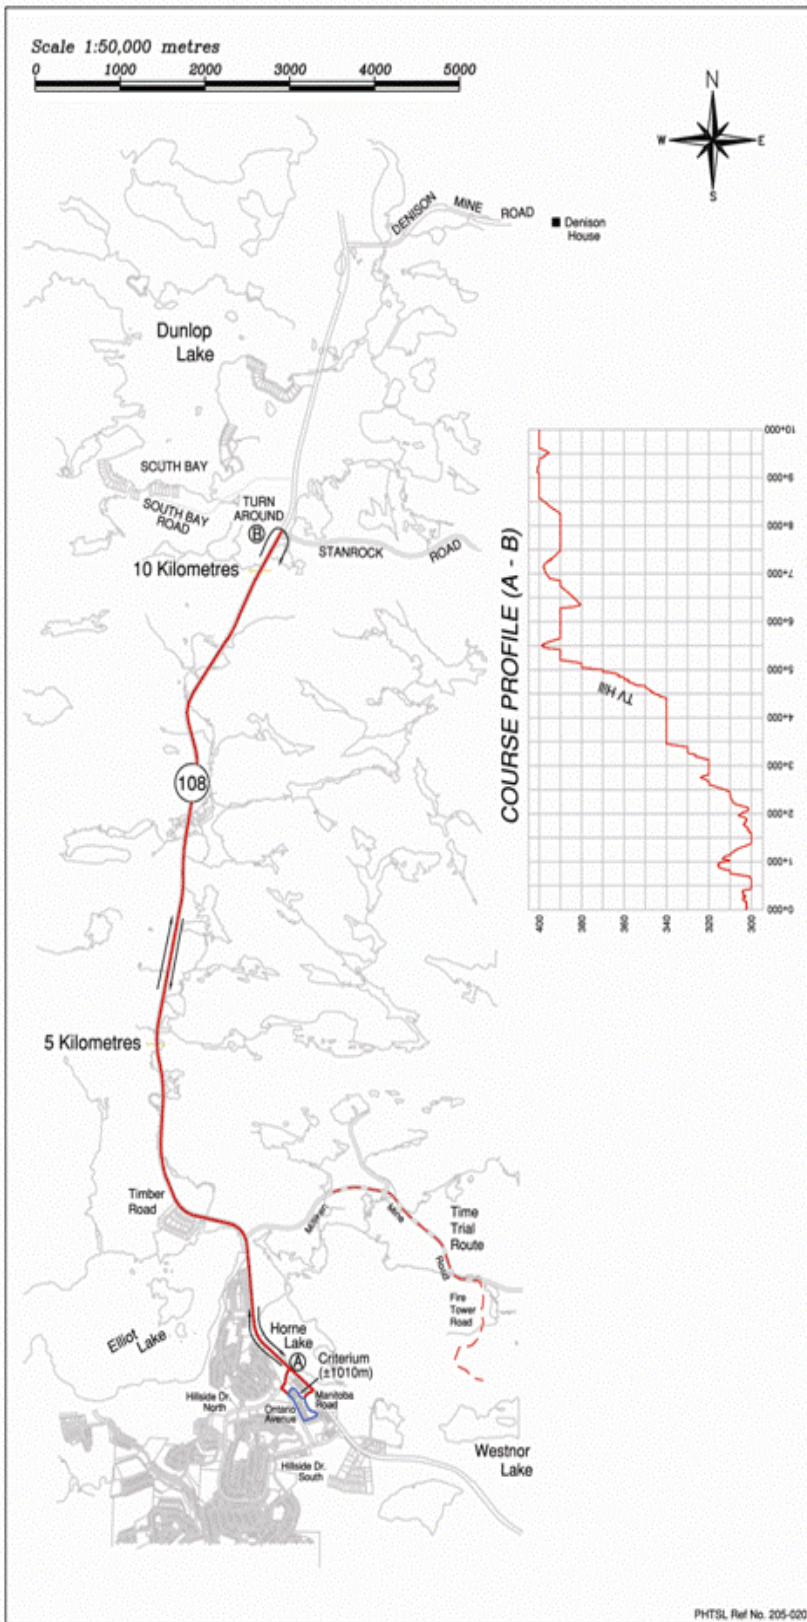 Scale 1:50,000 metres
0 1000 2000 3000 4000 5000
N
W E
S
DENISON MINE ROAD
Denison
House
Dunlop
Lake
SOUTH BAY
SOUTH BAY
ROAD
TURN
AROUND
B
STANROCK ROAD
10 Kilometres
COURSE PROFILE (A - B)
TV Hill
10+000
9+000
8+000
7+000
6+000
5+000
4+000
3+000
2+000
1+000
0+000
400 380 360 340 320 300
108
5 Kilometres
Timber
Road
Milliken Mine Road
Time
Trial
Route
Fire
Tower
Road
Elliot Lake
Horne
Lake
A
Criterium
(±1010m)
Hillside Dr.
North
Ontario
Avenue
Manitoba
Road
Hillside Dr.
South
Westnor
Lake
PHTSL Ref No. 205-020